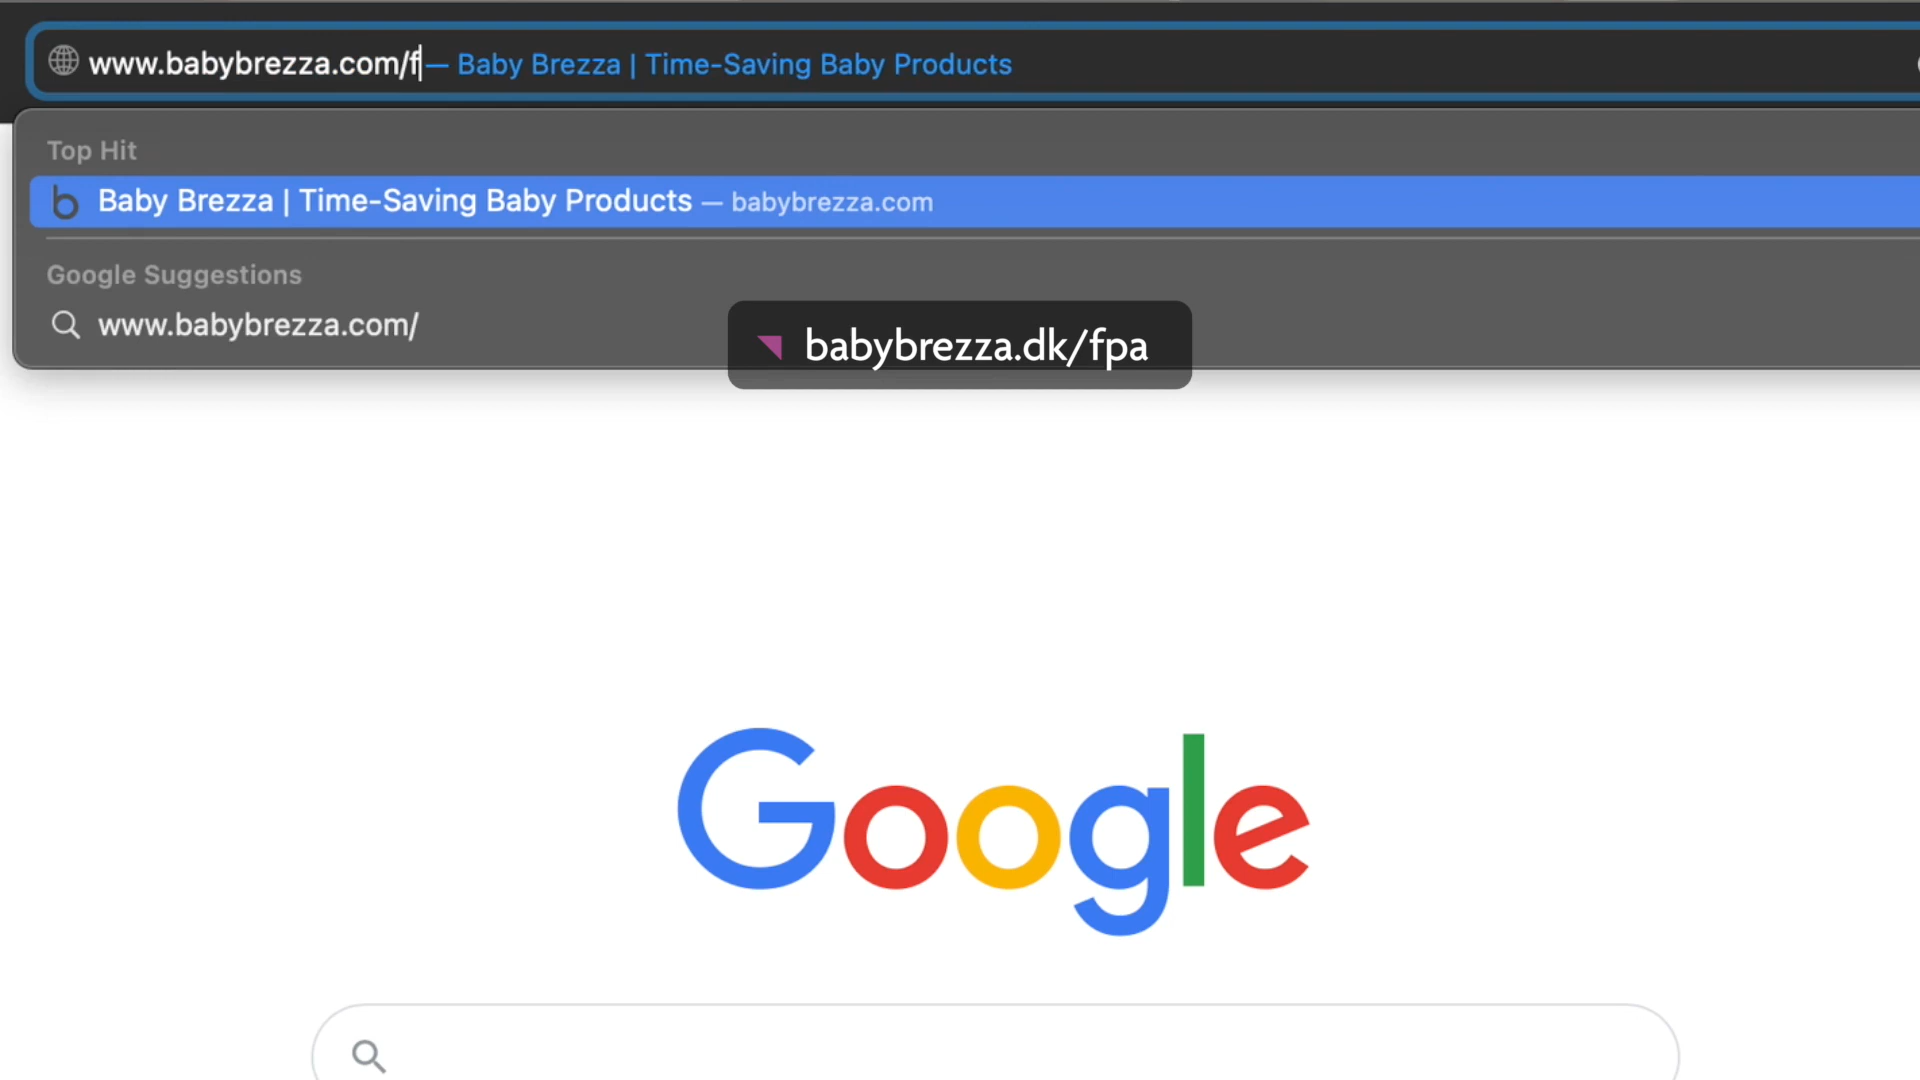 www.babybrezza.com/f — Baby Brezza | Time-Saving Baby Products
Top Hit
b Baby Brezza | Time-Saving Baby Products — babybrezza.com
Google Suggestions
www.babybrezza.com/
babybrezza.dk/fpa
Google